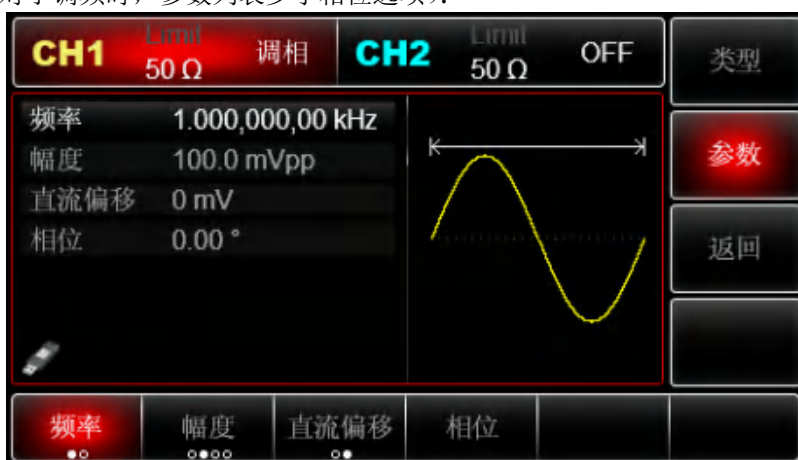 对于调频时，参数列表少了相位选项)：
CH1 Limit 50 Ω 调相 CH2 Limit 50 Ω OFF 类型
频率 1.000,000,00 kHz
幅度 100.0 mVpp
直流偏移 0 mV
相位 0.00 °
参数
返回
频率 幅度 直流偏移 相位